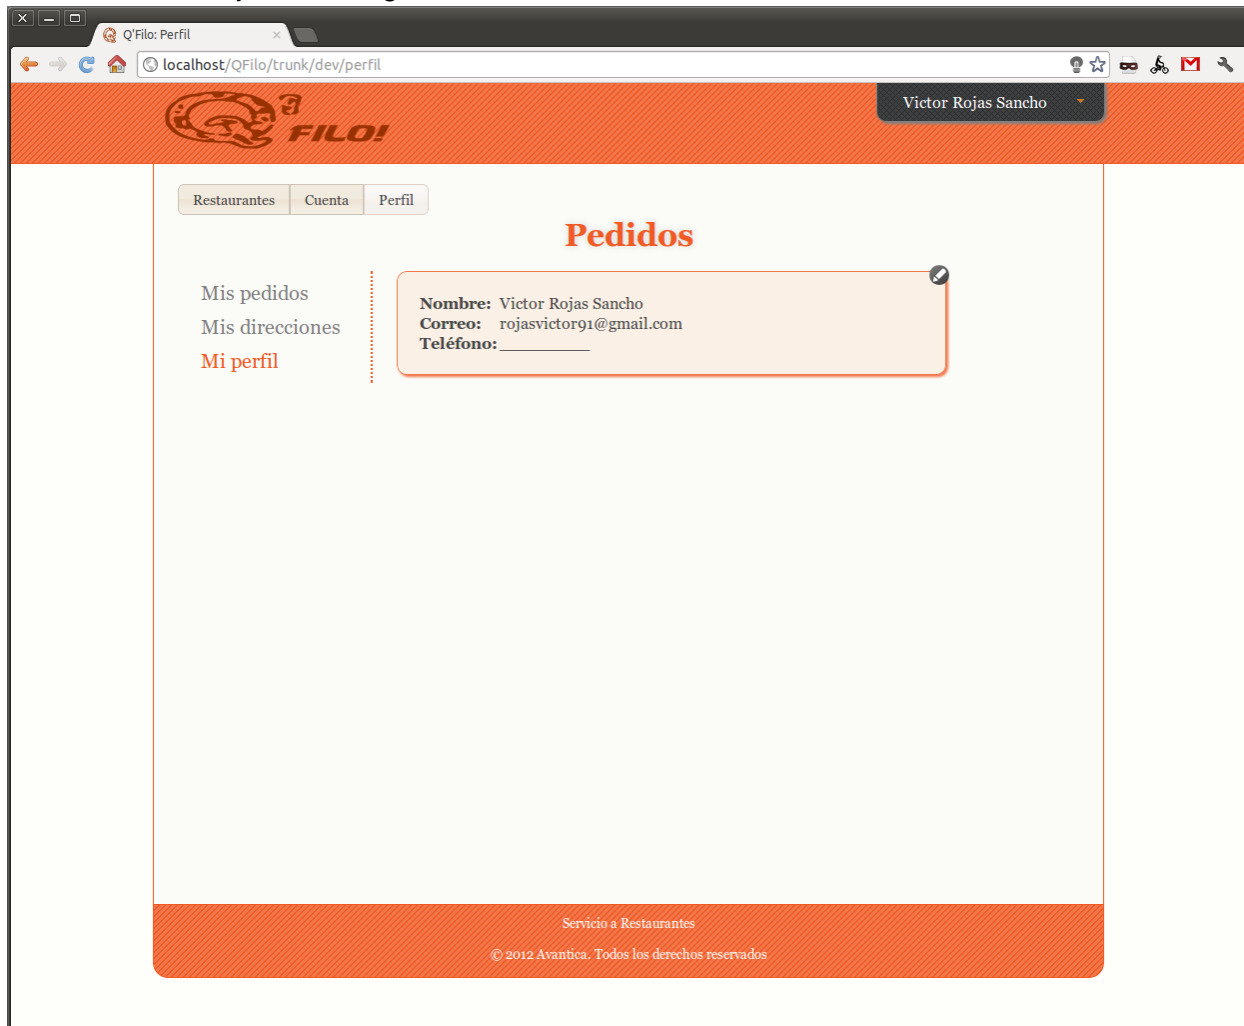 Q'Filo: Perfil
localhost/QFilo/trunk/dev/perfil
Q' FILO!
Victor Rojas Sancho
Restaurantes Cuenta Perfil
Pedidos
Mis pedidos
Mis direcciones
Mi perfil
Nombre: Victor Rojas Sancho
Correo: rojasvictor91@gmail.com
Teléfono: __________
Servicio a Restaurantes
© 2012 Avantica. Todos los derechos reservados